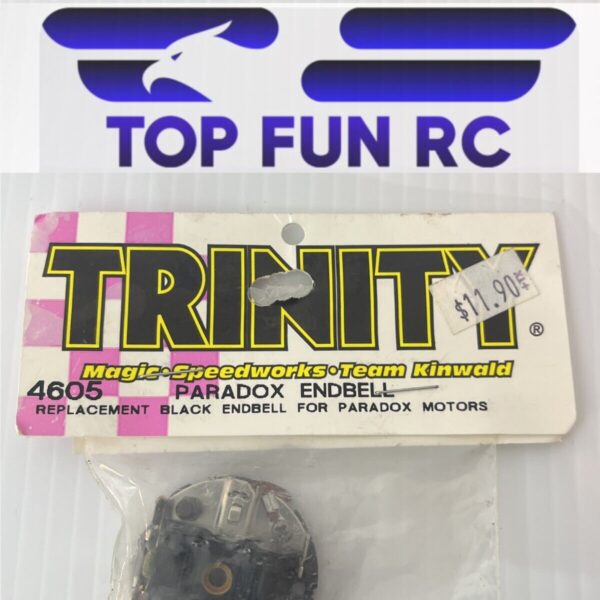 TOP FUN RC
TRINITY®
$11.90+TX
Magic•Speedworks•Team Kinwald
4605 PARADOX ENDBELL
REPLACEMENT BLACK ENDBELL FOR PARADOX MOTORS